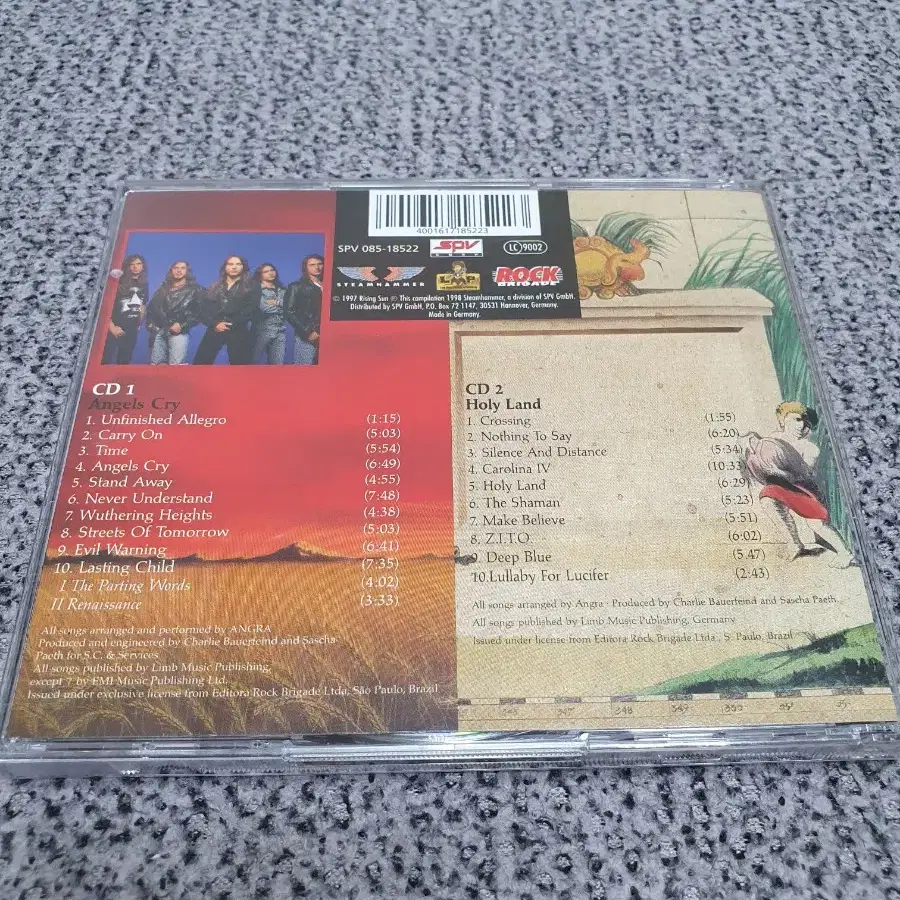 4001617185223
SPV 085-18522
SPV
LC 9002
STEAMHAMMER
ROCK
BRIGADE
© 1997 Rising Sun ℗ This compilation 1998 Steamhammer, a division of SPV GmbH.
Distributed by SPV GmbH, P.O. Box 72 1147, 30531 Hannover, Germany.
Made in Germany.
CD 1
Angels Cry
1. Unfinished Allegro (1:15)
2. Carry On (5:03)
3. Time (5:54)
4. Angels Cry (6:49)
5. Stand Away (4:55)
6. Never Understand (7:48)
7. Wuthering Heights (4:38)
8. Streets Of Tomorrow (5:03)
9. Evil Warning (6:41)
10. Lasting Child (7:35)
I The Parting Words (4:02)
II Renaissance (3:33)
All songs arranged and performed by ANGRA
Produced and engineered by Charlie Bauerfeind and Sascha
Paeth for S.C. & Services
All songs published by Limb Music Publishing,
except 7 by EMI Music Publishing Ltd.
Issued under exclusive license from Editora Rock Brigade Ltda, São Paulo, Brazil
CD 2
Holy Land
1. Crossing (1:55)
2. Nothing To Say (6:20)
3. Silence And Distance (5:34)
4. Carolina IV (10:33)
5. Holy Land (6:29)
6. The Shaman (5:23)
7. Make Believe (5:51)
8. Z.I.T.O. (6:02)
9. Deep Blue (5.47)
10.Lullaby For Lucifer (2:43)
All songs arranged by Angra · Produced by Charlie Bauerfeind and Sascha Paeth
All songs published by Limb Music Publishing, Germany
Issued under license from Editora Rock Brigade Ltda., S. Paulo, Brazil
347 348 349 350